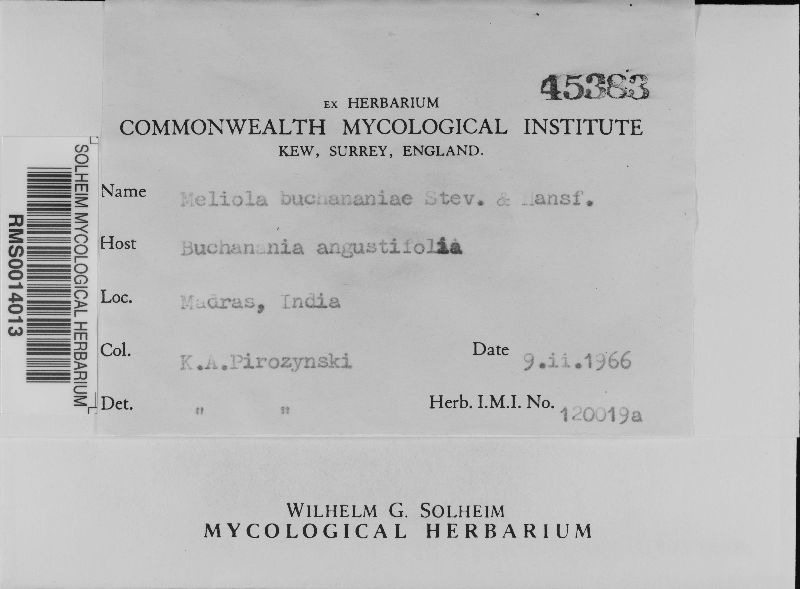 45383
EX HERBARIUM
COMMONWEALTH MYCOLOGICAL INSTITUTE
KEW, SURREY, ENGLAND.
Name Meliola buchananiae Stev. & Hansf.
Host Buchanania angustifolia
Loc. Madras, India
Col. K.A.Pirozynski Date 9.ii.1966
Det. " " Herb. I.M.I. No. 120019a
SOLHEIM MYCOLOGICAL HERBARIUM
RMS0014013
WILHELM G. SOLHEIM
MYCOLOGICAL HERBARIUM